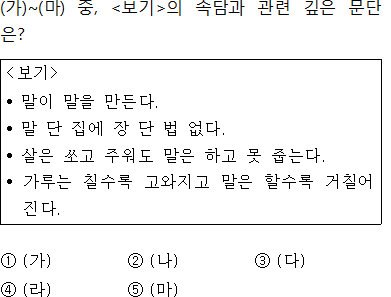 (가)~(마) 중, <보기>의 속담과 관련 깊은 문단
은?
<보기>
• 말이 말을 만든다.
• 말 단 집에 장 단 법 없다.
• 살은 쏘고 주워도 말은 하고 못 줍는다.
• 가루는 칠수록 고와지고 말은 할수록 거칠어
진다.
① (가) ② (나) ③ (다)
④ (라) ⑤ (마)